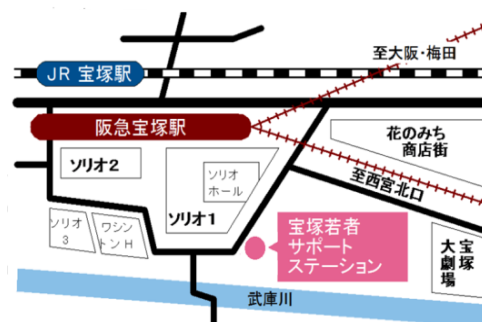 至大阪・梅田
JR 宝塚駅
阪急宝塚駅
花のみち
商店街
ソリオ2
ソリオ
ホール
至西宮北口
ソリオ1
ソリオ
3
ワシン
トンH
宝塚若者
サポート
ステーション
宝塚
大劇場
武庫川